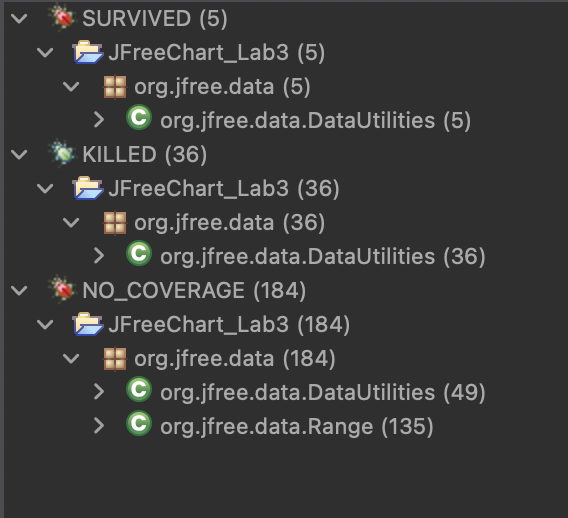 SURVIVED (5)
JFreeChart_Lab3 (5)
org.jfree.data (5)
C org.jfree.data.DataUtilities (5)
KILLED (36)
JFreeChart_Lab3 (36)
org.jfree.data (36)
C org.jfree.data.DataUtilities (36)
NO_COVERAGE (184)
JFreeChart_Lab3 (184)
org.jfree.data (184)
C org.jfree.data.DataUtilities (49)
C org.jfree.data.Range (135)